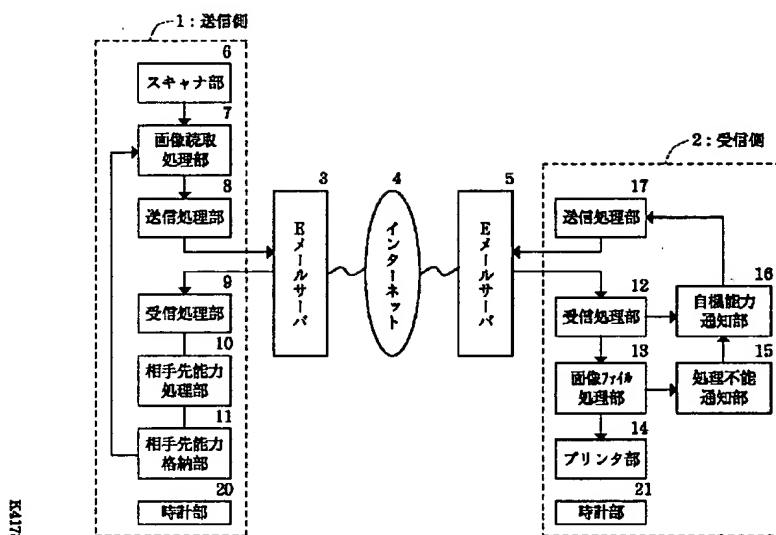 1:送信側
6
スキャナ部
7
画像読取
処理部
8
送信処理部
9
受信処理部
10
相手先能力
処理部
11
相手先能力
格納部
20
時計部
3
Eメールサーバ
4
インターネット
5
Eメールサーバ
2:受信側
17
送信処理部
12
受信処理部
13
画像ファイル
処理部
14
プリンタ部
16
自機能力
通知部
15
処理不能
通知部
21
時計部